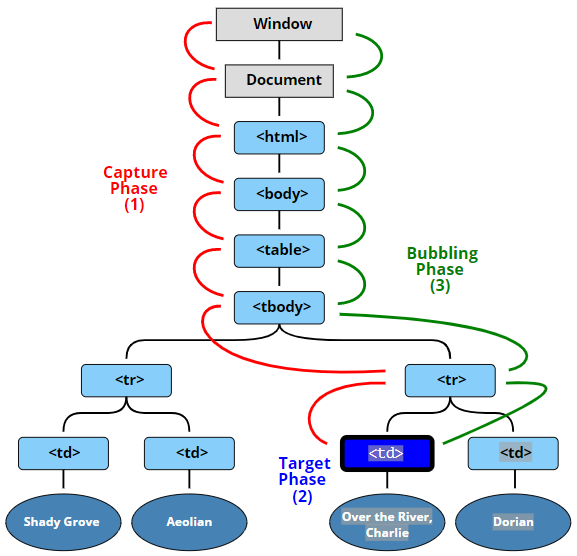 Window
Document
<html>
<body>
Capture
Phase
(1)
<table>
Bubbling
Phase
(3)
<tbody>
<tr>
<tr>
<td>
<td>
<td>
<td>
Target
Phase
(2)
Shady Grove
Aeolian
Over the River,
Charlie
Dorian